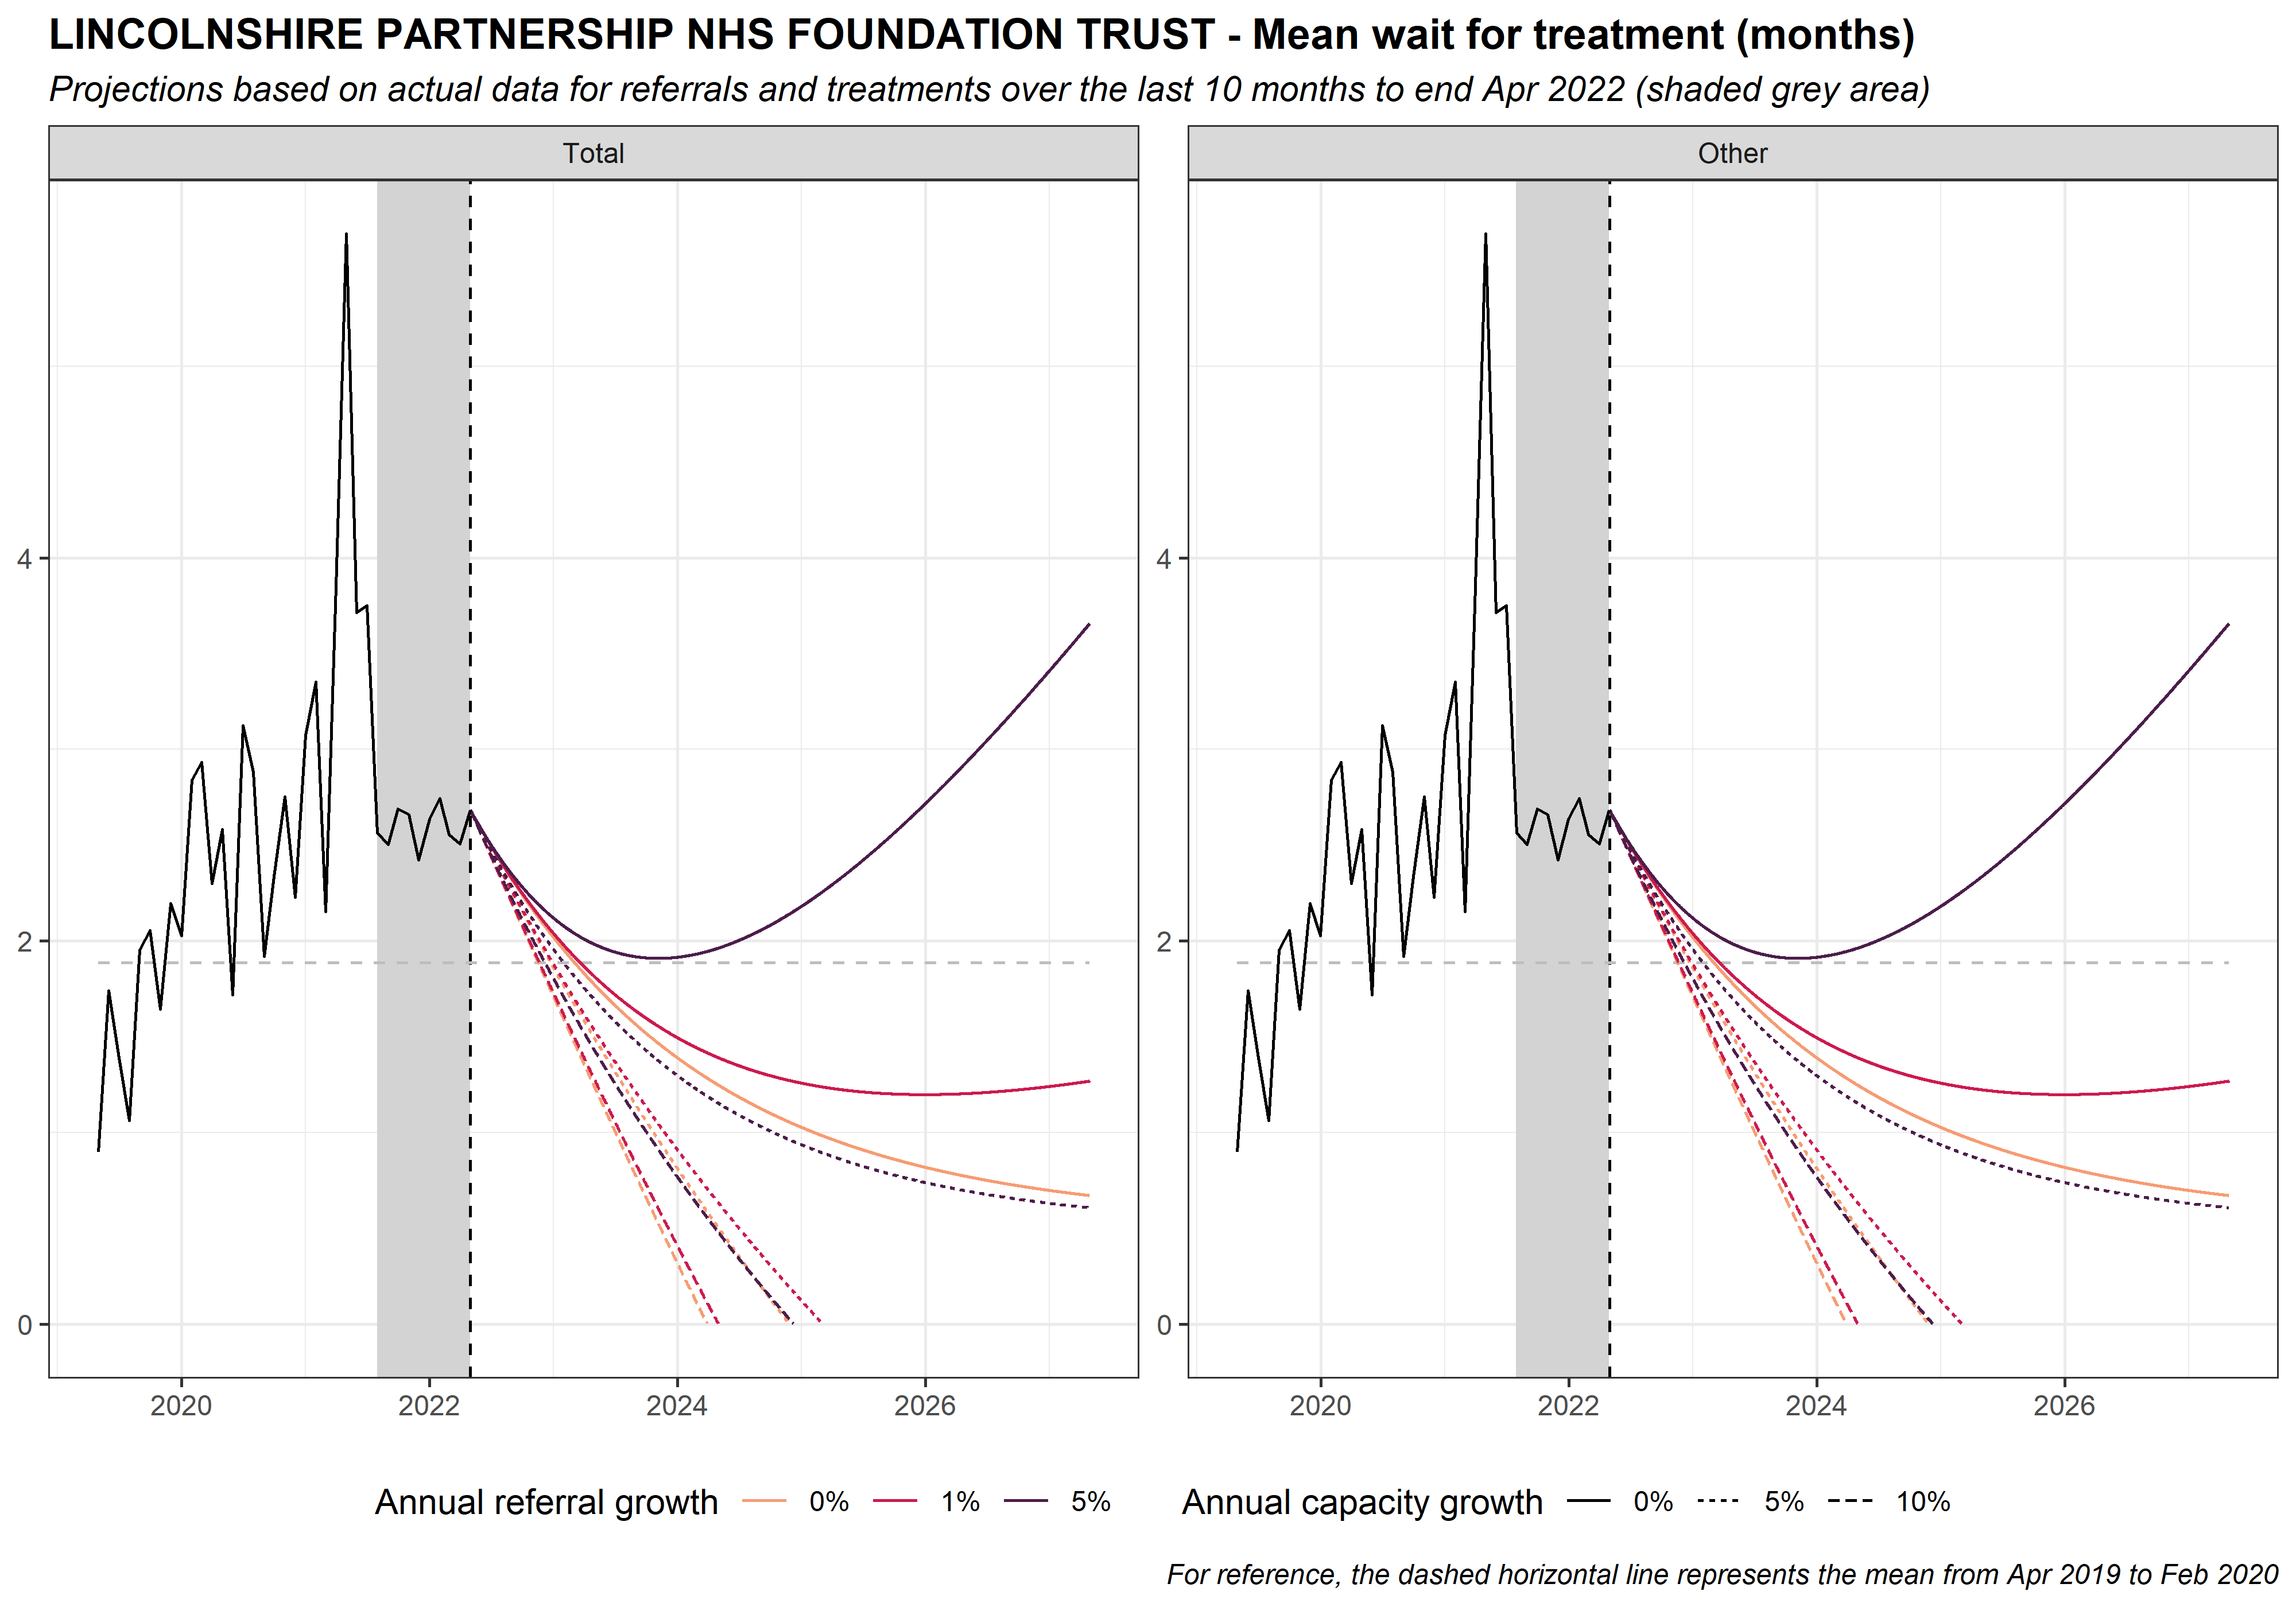 LINCOLNSHIRE PARTNERSHIP NHS FOUNDATION TRUST - Mean wait for treatment (months)
Projections based on actual data for referrals and treatments over the last 10 months to end Apr 2022 (shaded grey area)
Total
Other
4
2
0
4
2
0
2020 2022 2024 2026
2020 2022 2024 2026
Annual referral growth 0% 1% 5%
Annual capacity growth 0% 5% 10%
For reference, the dashed horizontal line represents the mean from Apr 2019 to Feb 2020